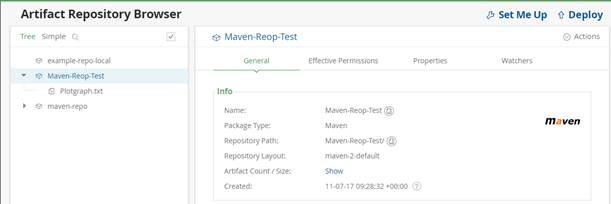 Artifact Repository Browser
Set Me Up Deploy
Tree Simple
example-repo-local
Maven-Reop-Test
Plotgraph.txt
maven-repo
Maven-Reop-Test
Actions
General Effective Permissions Properties Watchers
Info
Name: Maven-Reop-Test
Package Type: Maven
Repository Path: Maven-Reop-Test/
Repository Layout: maven-2-default
Artifact Count / Size: Show
Created: 11-07-17 09:28:32 +00:00 ?
maven